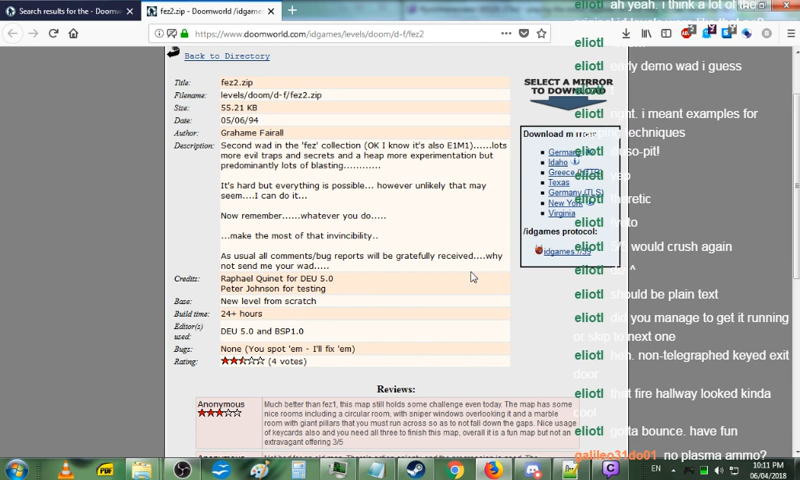 Search results for the - Doomw
fez2.zip - Doomworld /idgames
https://www.doomworld.com/idgames/levels/doom/d-f/fez2
Back to Directory
Title: fez2.zip
Filename: levels/doom/d-f/fez2.zip
Size: 55.21 KB
Date: 05/06/94
Author: Grahame Fairall
Description: Second wad in the 'fez' collection (OK I know it's also E1M1)......lots
more evil traps and secrets and a heap more experimentation but
predominantly lots of blasting............
It's hard but everything is possible... however unlikely that may
seem....I can do it...
Now remember......whatever you do.....
...make the most of that invincibility..
As usual all comments/bug reports will be gratefully received....why
not send me your wad.....
Credits: Raphael Quinet for DEU 5.0
Peter Johnson for testing
Base: New level from scratch
Build time: 24+ hours
Editor(s)
used: DEU 5.0 and BSP1.0
Bugs: None (You spot 'em - I'll fix 'em)
Rating: (4 votes)
Reviews:
Anonymous
Much better than fez1, this map still holds some challenge even today. The map has some
nice rooms including a circular room, with sniper windows overlooking it and a marble
room with giant pillars that you must run across so as to not fall down the gaps. Nice usage
of keycards also and you need all three to finish this map, overall it is a fun map but not an
extravagant offering 3/5
SELECT A MIRROR
TO DOWNLOAD
Download
Germany
Idaho
Greece
Texas
Germany (TLS)
New York
Virginia
/idgames protocol:
idgames
eliotl ah yeah. i think a lot of the
eliotl
early demo wad i guess
eliotl right. i meant examples for
techniques
eliotl
eliotl yep
eliotl
eliotl
eliotl would crush again
eliotl
eliotl should be plain text
eliotl did you manage to get it running
or skip to next one
eliotl heh. non-telegraphed keyed exit
door
eliotl that fire hallway looked kinda
cool
eliotl gotta bounce. have fun
galileo31do01 no plasma ammo?
EN
10:11 PM
06/04/2018